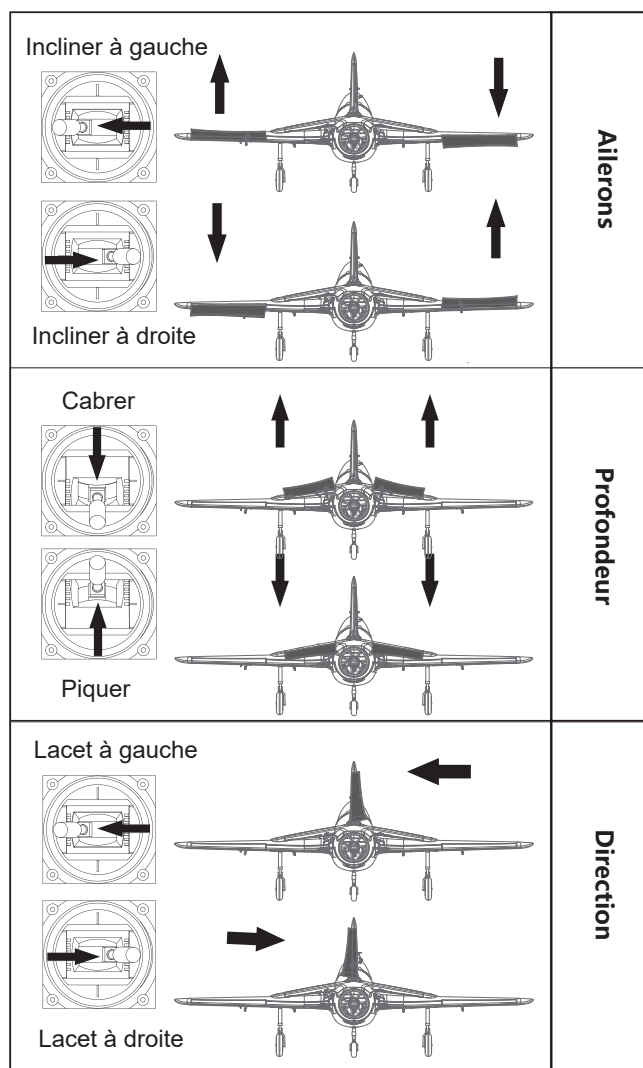 Incliner à gauche
Incliner à droite
Ailerons
Cabrer
Piquer
Profondeur
Lacet à gauche
Lacet à droite
Direction